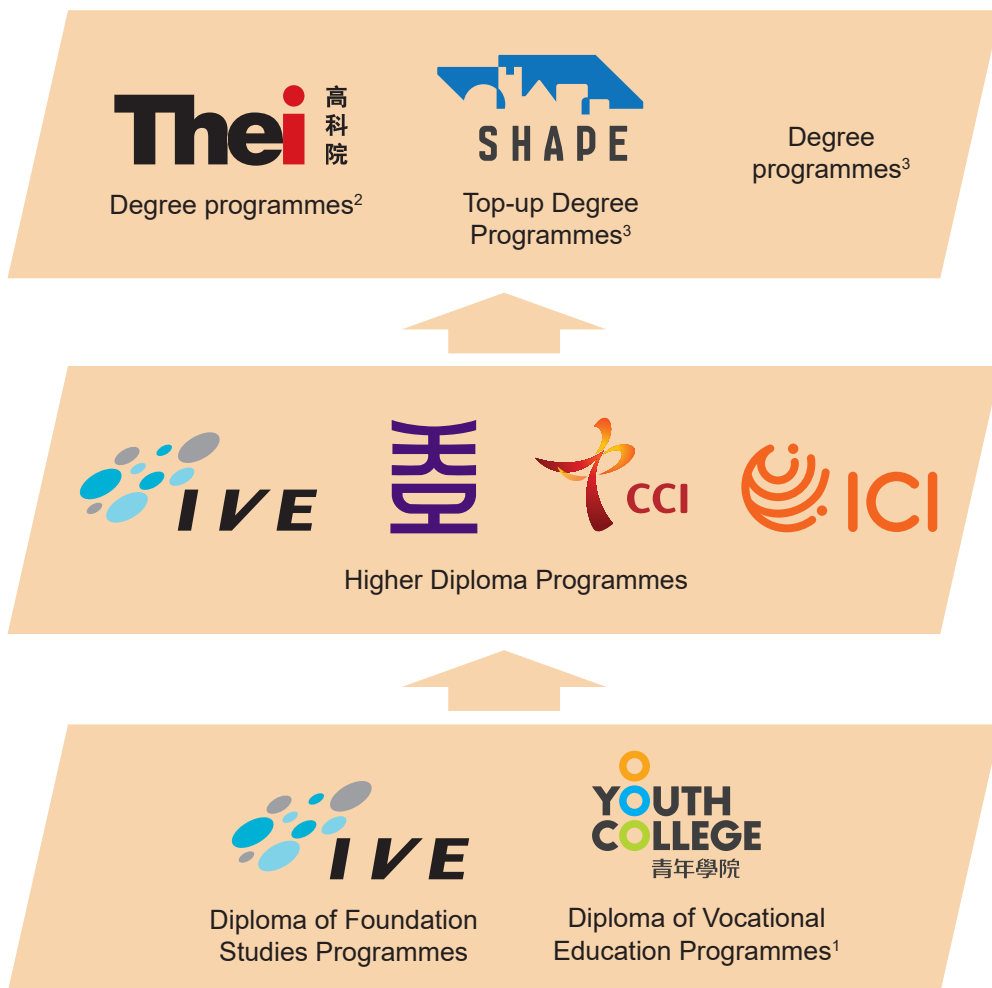 Thei
高
科
院
Degree programmes²
SHAPE
Top-up Degree
Programmes³
Degree
programmes³
IVE
CCI
ICI
Higher Diploma Programmes
IVE
Diploma of Foundation
Studies Programmes
YOUTH
COLLEGE
青年學院
Diploma of Vocational
Education Programmes¹